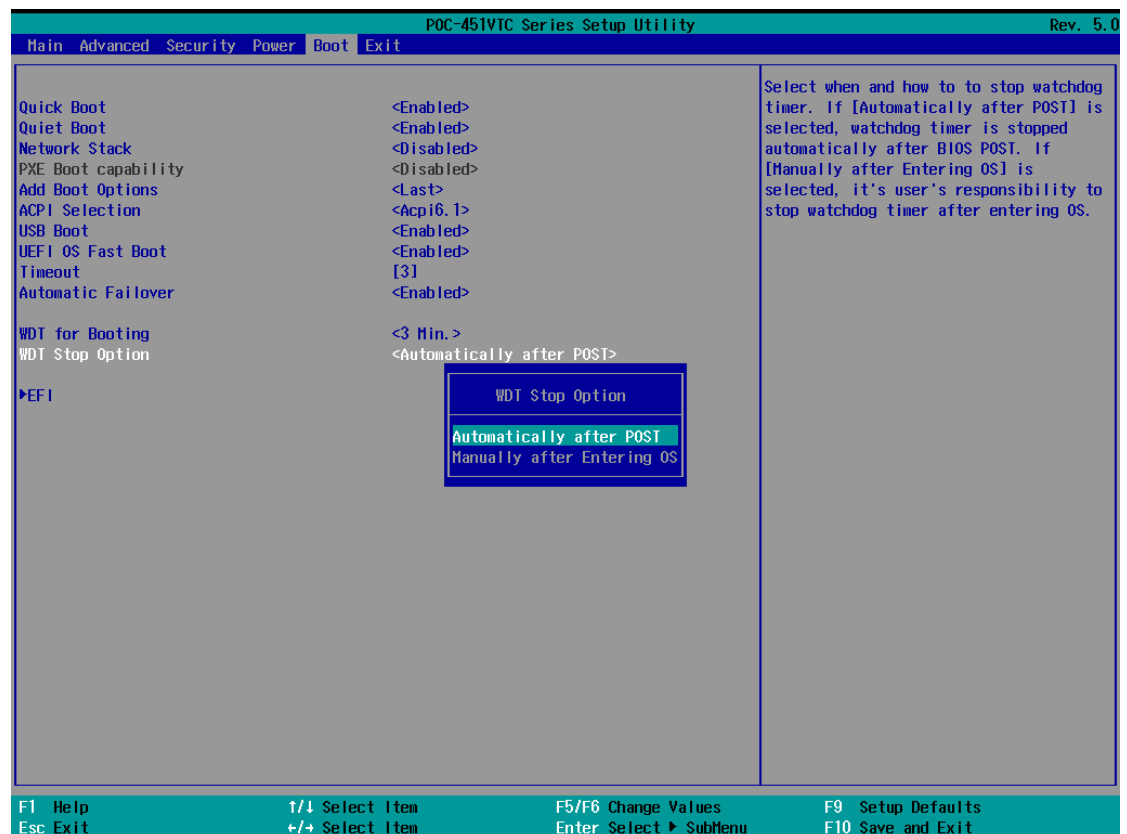 POC-451VTC Series Setup Utility Rev. 5.0
Main Advanced Security Power Boot Exit
Quick Boot <Enabled>
Quiet Boot <Enabled>
Network Stack <Disabled>
PXE Boot capability <Disabled>
Add Boot Options <Last>
ACPI Selection <Acpi6.1>
USB Boot <Enabled>
UEFI OS Fast Boot <Enabled>
Timeout [3]
Automatic Failover <Enabled>
WDT for Booting <3 Min.>
WDT Stop Option <Automatically after POST>
▶EFI
WDT Stop Option
Automatically after POST
Manually after Entering OS
Select when and how to to stop watchdog
timer. If [Automatically after POST] is
selected, watchdog timer is stopped
automatically after BIOS POST. If
[Manually after Entering OS] is
selected, it's user's responsibility to
stop watchdog timer after entering OS.
F1 Help ↑/↓ Select Item F5/F6 Change Values F9 Setup Defaults
Esc Exit ←/→ Select Item Enter Select ▶ SubMenu F10 Save and Exit